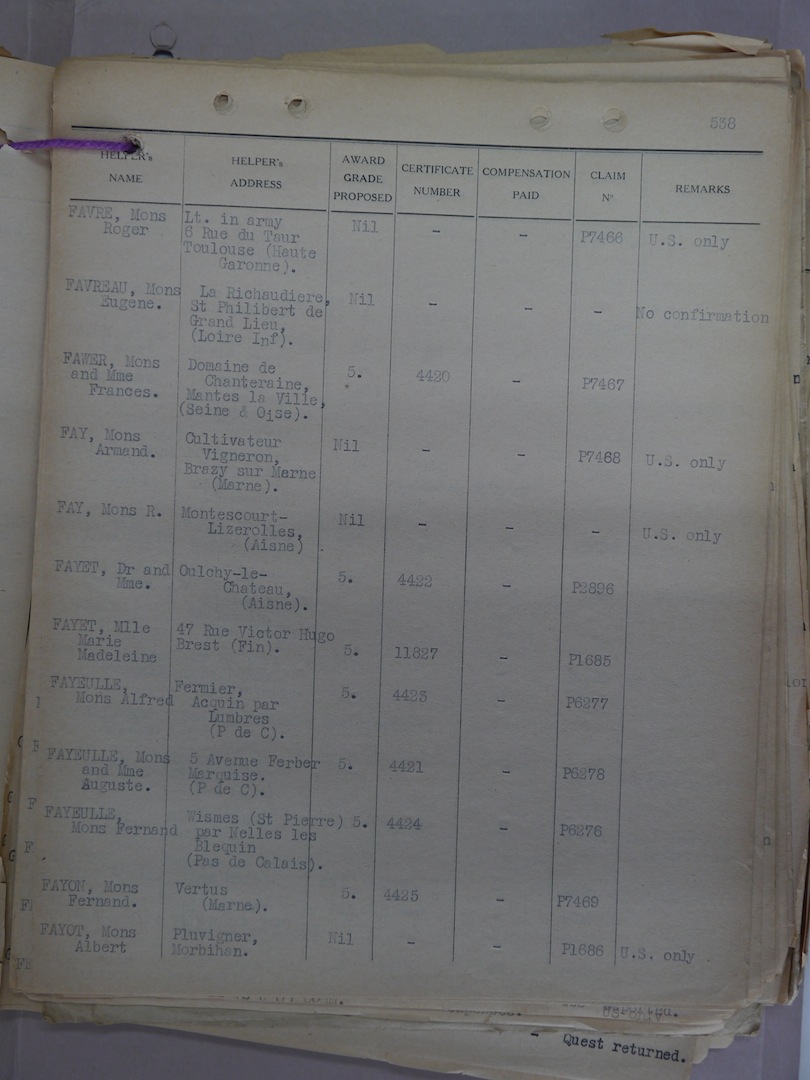 538
HELPER's NAME | HELPER's ADDRESS | AWARD GRADE PROPOSED | CERTIFICATE NUMBER | COMPENSATION PAID | CLAIM N° | REMARKS
FAVRE, Mons | Lt. in army | Nil | - | - | P7466 | U.S. only
Roger | 6 Rue du Taur
Toulouse (Haute
Garonne).
FAVREAU, Mons | La Richaudiere, | Nil | - | - | - | No confirmation
Eugene. | St Philibert de
Grand Lieu,
(Loire Inf).
FAWER, Mons | Domaine de | 5. | 4420 | - | P7467
and Mme | Chanteraine,
Frances. | Mantes la Ville,
(Seine & Oise).
FAY, Mons | Cultivateur | Nil | - | - | P7468 | U.S. only
Armand. | Vigneron,
Brazy sur Marne
(Marne).
FAY, Mons R. | Montescourt- | Nil | - | - | - | U.S. only
Lizerolles,
(Aisne) .
FAYET, Dr and | Oulchy-le- | 5. | 4422 | - | P2896
Mme. | Chateau,
(Aisne).
FAYET, Mlle | 47 Rue Victor Hugo
Marie | Brest (Fin). | 5. | 11827 | - | P1685
Madeleine
FAYEULLE, | Fermier, | 5. | 4423 | - | P6277
Mons Alfred | Acquin par
Lumbres
(P de C).
FAYEULLE, Mons | 5 Avenue Ferber | 5. | 4421 | - | P6278
and Mme | Marquise.
Auguste. | (P de C).
FAYEULLE, | Wismes (St Pierre) | 5. | 4424 | - | P6276
Mons Fernand | par Nelles les
Blequin
(Pas de Calais).
FAYON, Mons | Vertus | 5. | 4425 | - | P7469
Fernand. | (Marne).
FAYOT, Mons | Pluvigner, | Nil | - | - | P1686 | U.S. only
Albert | Morbihan.
- Quest returned.